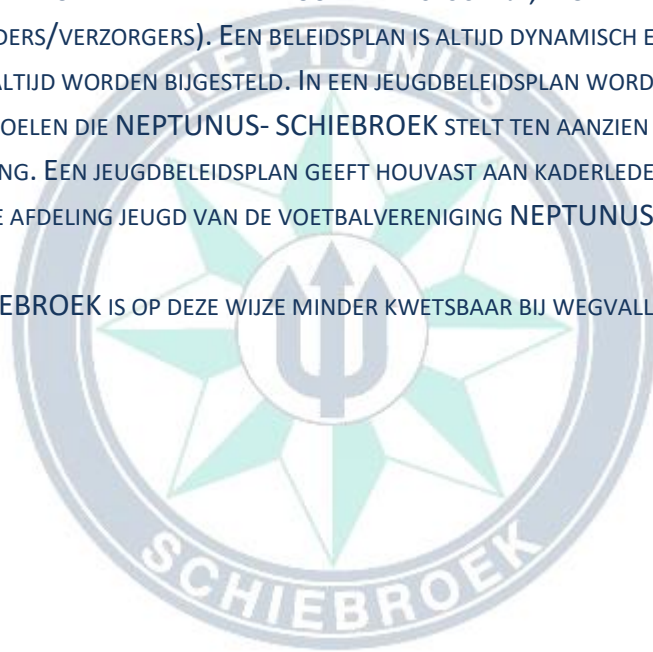 DERS/VERZORGERS). EEN BELEIDSPLAN IS ALTIJD DYNAMISCH E
ALTIJD WORDEN BIJGESTELD. IN EEN JEUGDBELEIDSPLAN WORD
OELEN DIE NEPTUNUS- SCHIEBROEK STELT TEN AANZIEN
NG. EEN JEUGDBELEIDSPLAN GEEFT HOUVAST AAN KADERLEDE
E AFDELING JEUGD VAN DE VOETBALVERENIGING NEPTUNUS
EBROEK IS OP DEZE WIJZE MINDER KWETSBAAR BIJ WEGVALL
NEPTUNUS
SCHIEBROEK